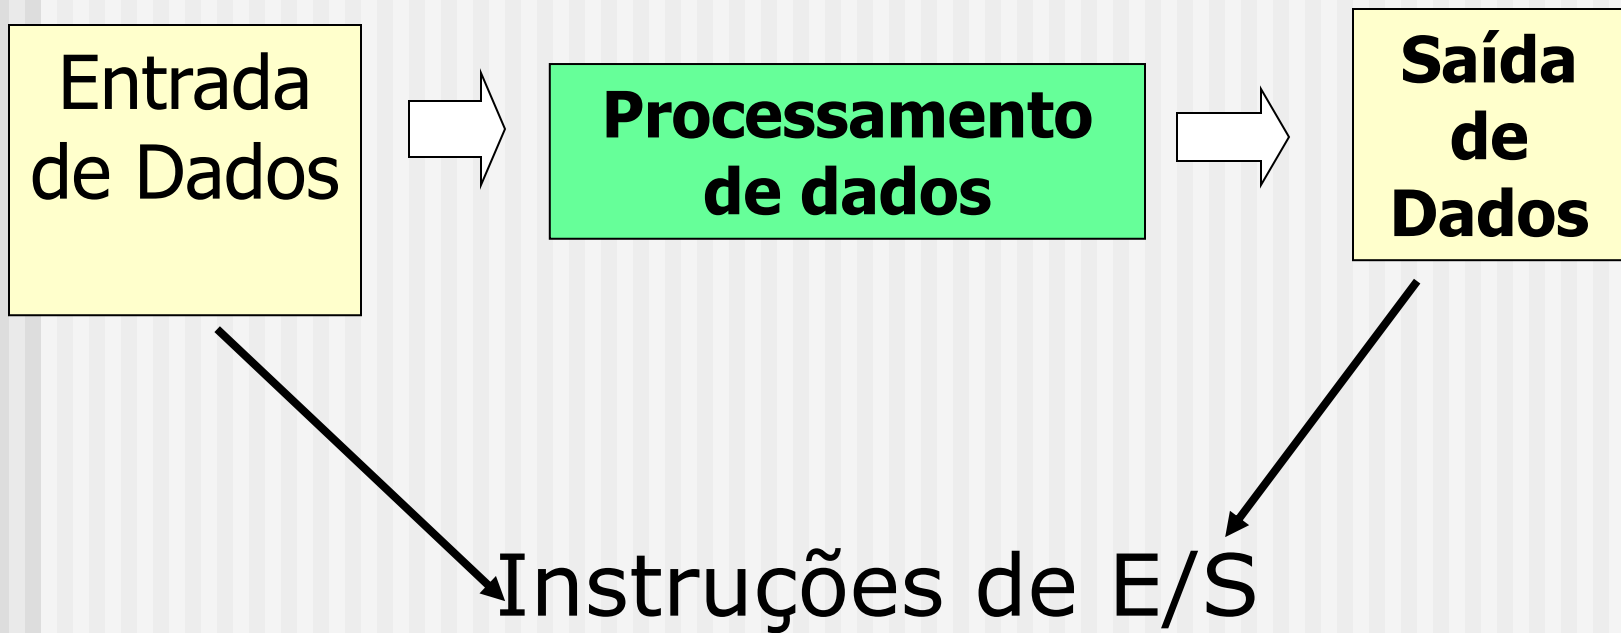 Entrada
de Dados
Processamento
de dados
Saída
de
Dados
Instruções de E/S